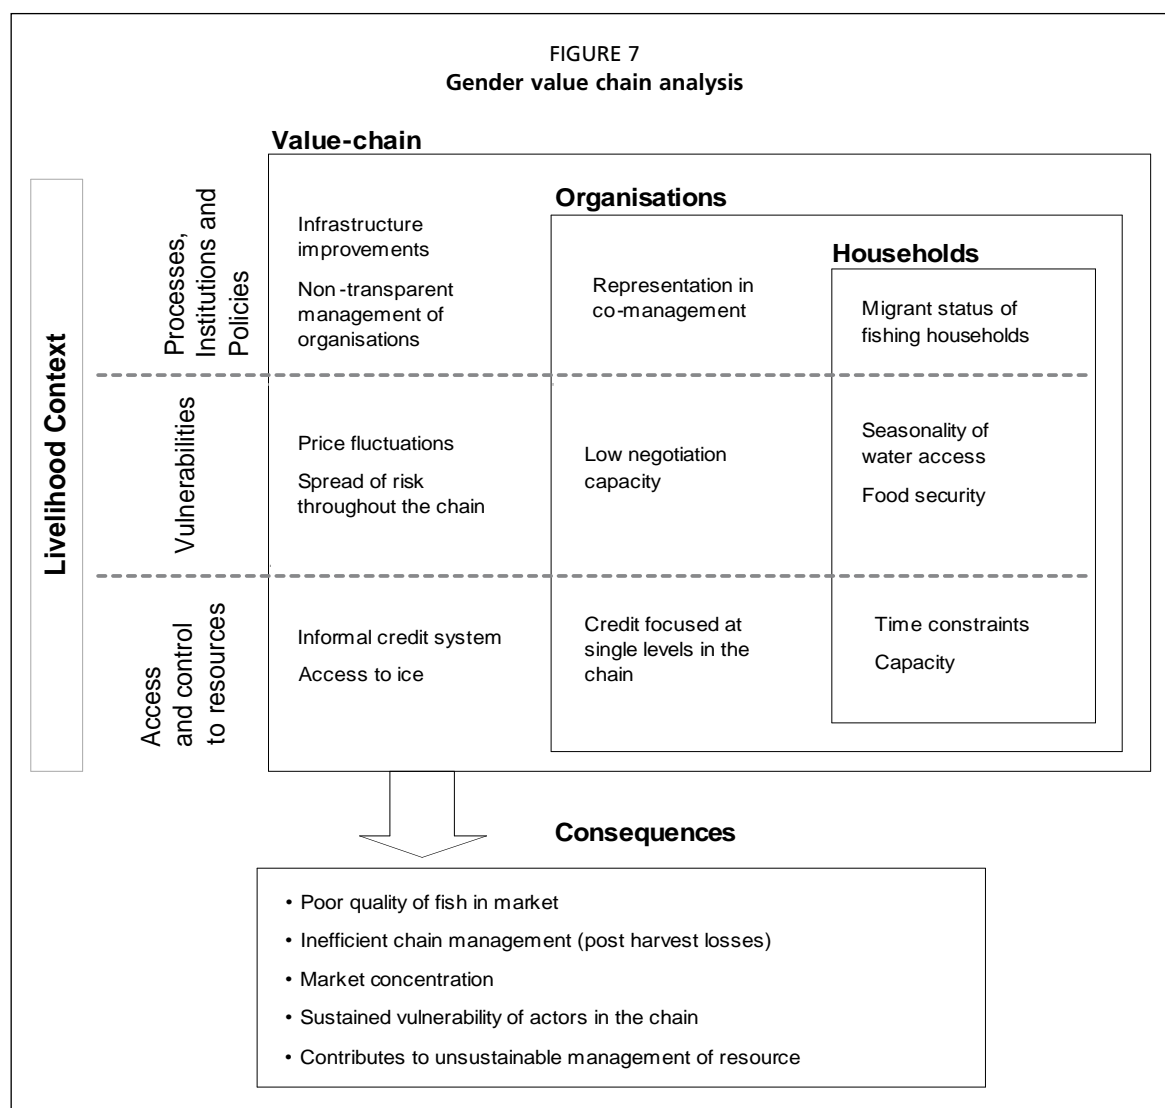 FIGURE 7
Gender value chain analysis
Value-chain
Organisations
Households
Livelihood Context
Processes,
Institutions and
Policies
Infrastructure
improvements
Non-transparent
management of
organisations
Representation in
co-management
Migrant status of
fishing households
Vulnerabilities
Price fluctuations
Spread of risk
throughout the chain
Low negotiation
capacity
Seasonality of
water access
Food security
Access
and control
to resources
Informal credit system
Access to ice
Credit focused at
single levels in the
chain
Time constraints
Capacity
Consequences
• Poor quality of fish in market
• Inefficient chain management (post harvest losses)
• Market concentration
• Sustained vulnerability of actors in the chain
• Contributes to unsustainable management of resource